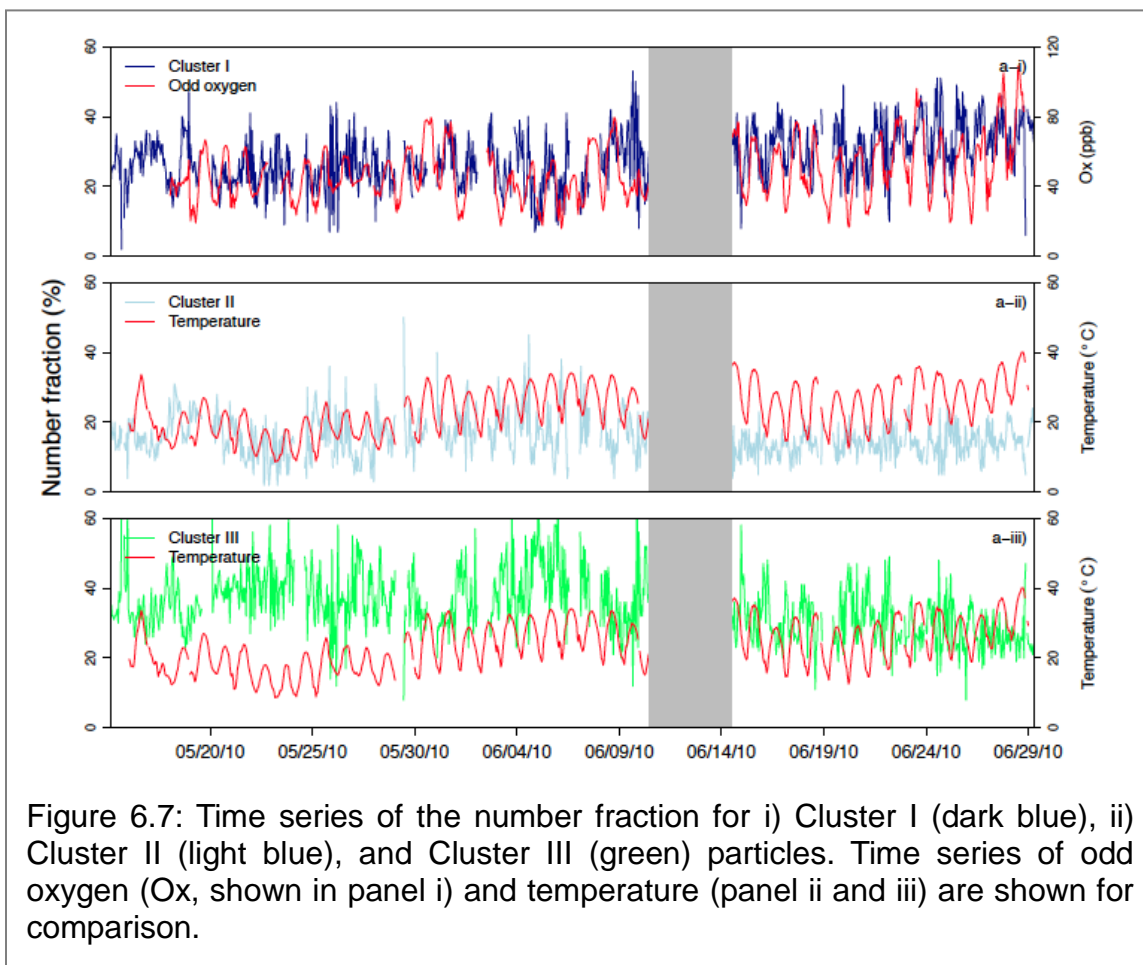 Cluster I
Odd oxygen
a–i)
0 20 40 60
0 40 80 120
Ox (ppb)
Cluster II
Temperature
a–ii)
0 20 40 60
0 20 40 60
Temperature (° C)
Number fraction (%)
Cluster III
Temperature
a–iii)
0 20 40 60
0 20 40 60
Temperature (° C)
05/20/10 05/25/10 05/30/10 06/04/10 06/09/10 06/14/10 06/19/10 06/24/10 06/29/10
Figure 6.7: Time series of the number fraction for i) Cluster I (dark blue), ii)
Cluster II (light blue), and Cluster III (green) particles. Time series of odd
oxygen (Ox, shown in panel i) and temperature (panel ii and iii) are shown for
comparison.